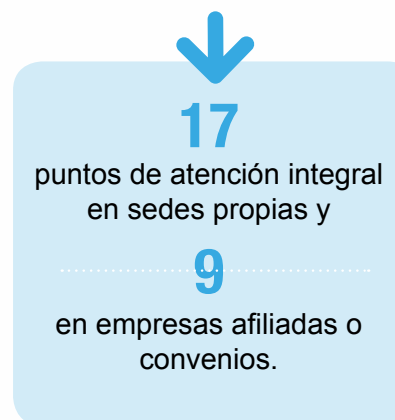 17
puntos de atención integral
en sedes propias y
9
en empresas afiliadas o
convenios.